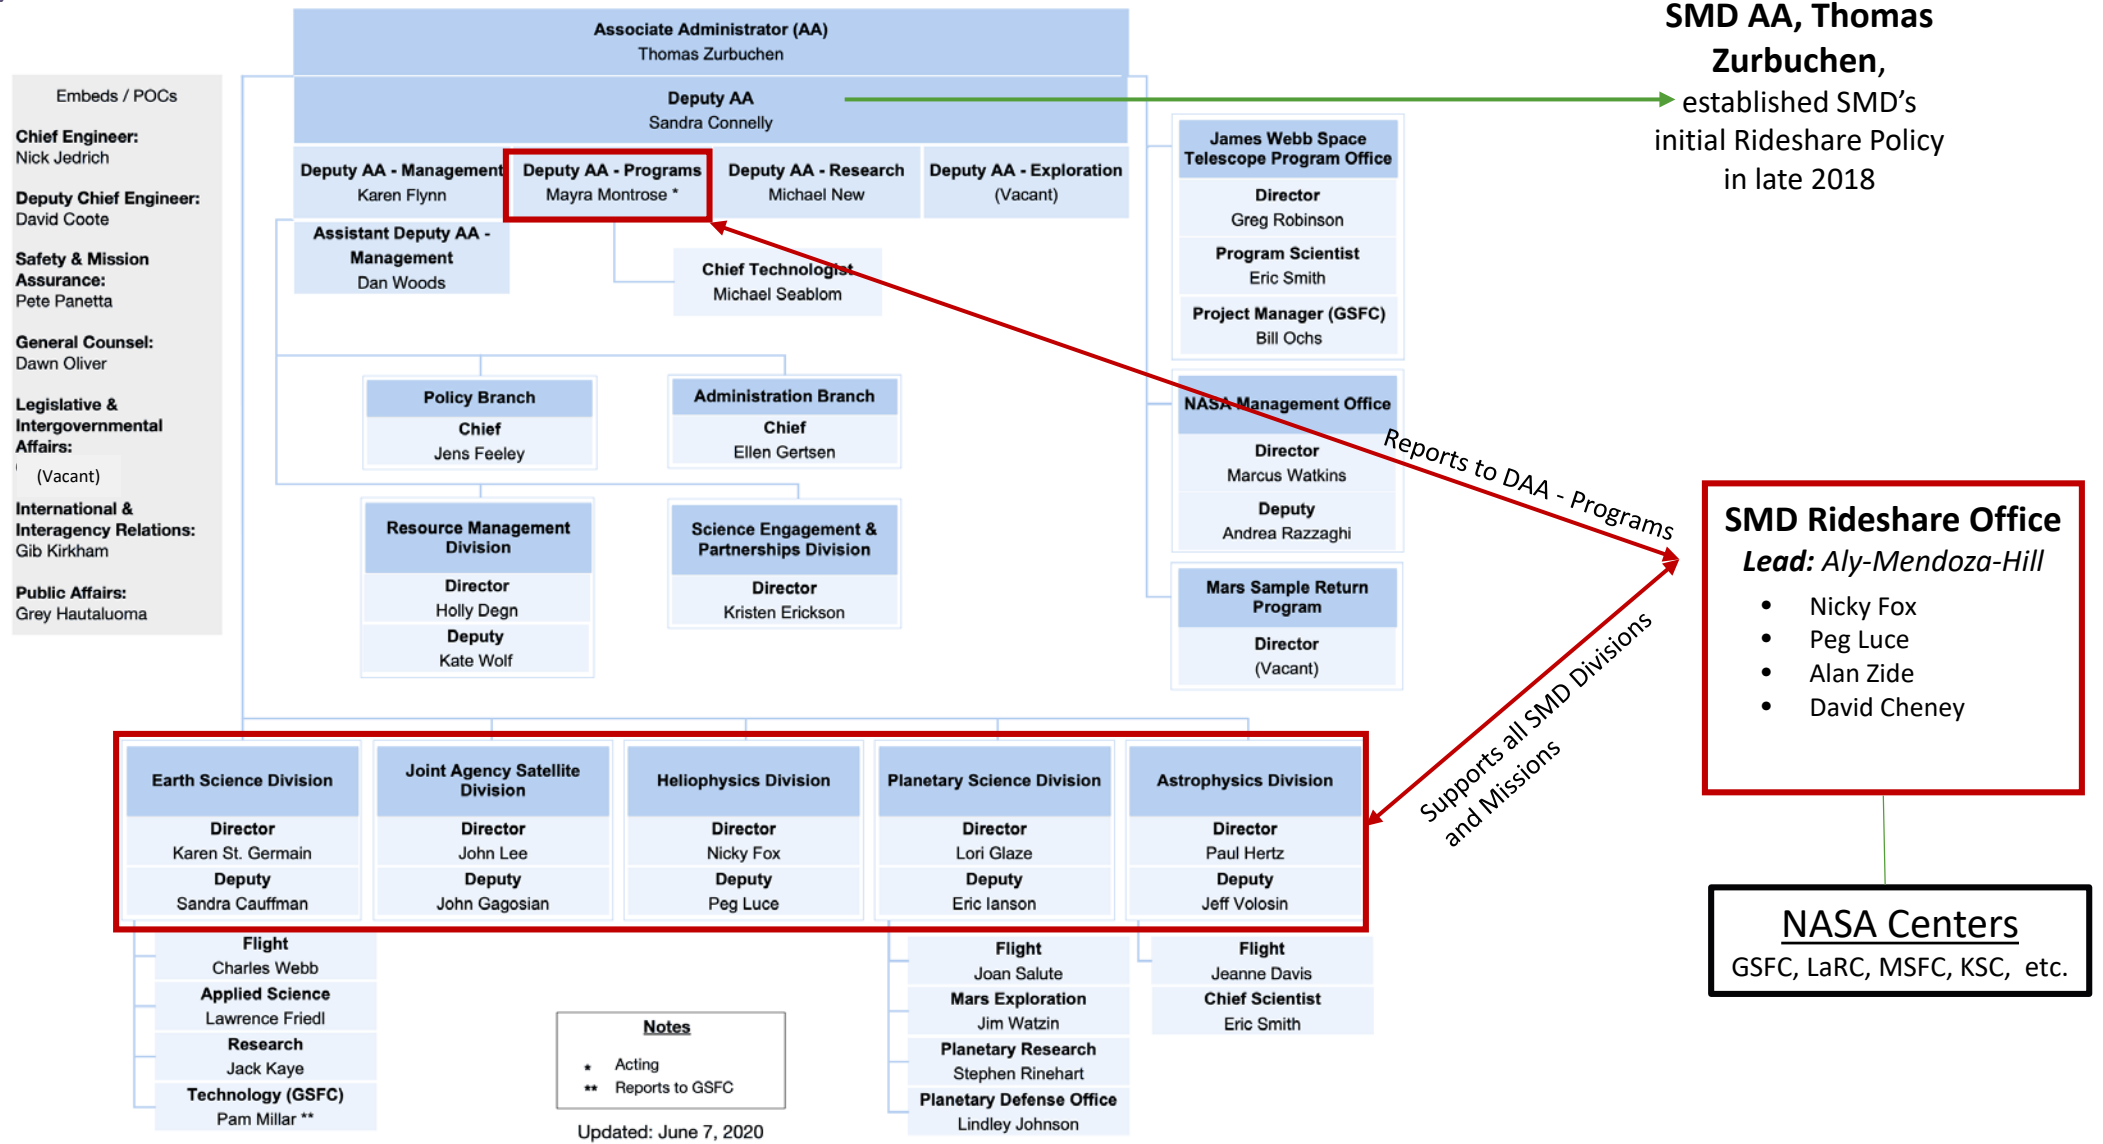 Associate Administrator (AA)
Thomas Zurbuchen
Deputy AA
Sandra Connelly
Deputy AA - Management
Karen Flynn
Deputy AA - Programs
Mayra Montrose *
Deputy AA - Research
Michael New
Deputy AA - Exploration
(Vacant)
Assistant Deputy AA -
Management
Dan Woods
Chief Technologist
Michael Seablom
Embeds / POCs
Chief Engineer:
Nick Jedrich
Deputy Chief Engineer:
David Coote
Safety & Mission
Assurance:
Pete Panetta
General Counsel:
Dawn Oliver
Legislative &
Intergovernmental
Affairs:
(Vacant)
International &
Interagency Relations:
Gib Kirkham
Public Affairs:
Grey Hautaluoma
Policy Branch
Chief
Jens Feeley
Administration Branch
Chief
Ellen Gertsen
Resource Management
Division
Director
Holly Degn
Deputy
Kate Wolf
Science Engagement &
Partnerships Division
Director
Kristen Erickson
James Webb Space
Telescope Program Office
Director
Greg Robinson
Program Scientist
Eric Smith
Project Manager (GSFC)
Bill Ochs
NASA Management Office
Director
Marcus Watkins
Deputy
Andrea Razzaghi
Mars Sample Return
Program
Director
(Vacant)
SMD AA, Thomas
Zurbuchen,
established SMD's
initial Rideshare Policy
in late 2018
Reports to DAA - Programs
SMD Rideshare Office
Lead: Aly-Mendoza-Hill
• Nicky Fox
• Peg Luce
• Alan Zide
• David Cheney
Supports all SMD Divisions
and Missions
NASA Centers
GSFC, LaRC, MSFC, KSC, etc.
Earth Science Division
Director
Karen St. Germain
Deputy
Sandra Cauffman
Flight
Charles Webb
Applied Science
Lawrence Friedl
Research
Jack Kaye
Technology (GSFC)
Pam Millar **
Joint Agency Satellite
Division
Director
John Lee
Deputy
John Gagosian
Heliophysics Division
Director
Nicky Fox
Deputy
Peg Luce
Planetary Science Division
Director
Lori Glaze
Deputy
Eric Ianson
Flight
Joan Salute
Mars Exploration
Jim Watzin
Planetary Research
Stephen Rinehart
Planetary Defense Office
Lindley Johnson
Astrophysics Division
Director
Paul Hertz
Deputy
Jeff Volosin
Flight
Jeanne Davis
Chief Scientist
Eric Smith
Notes
* Acting
** Reports to GSFC
Updated: June 7, 2020